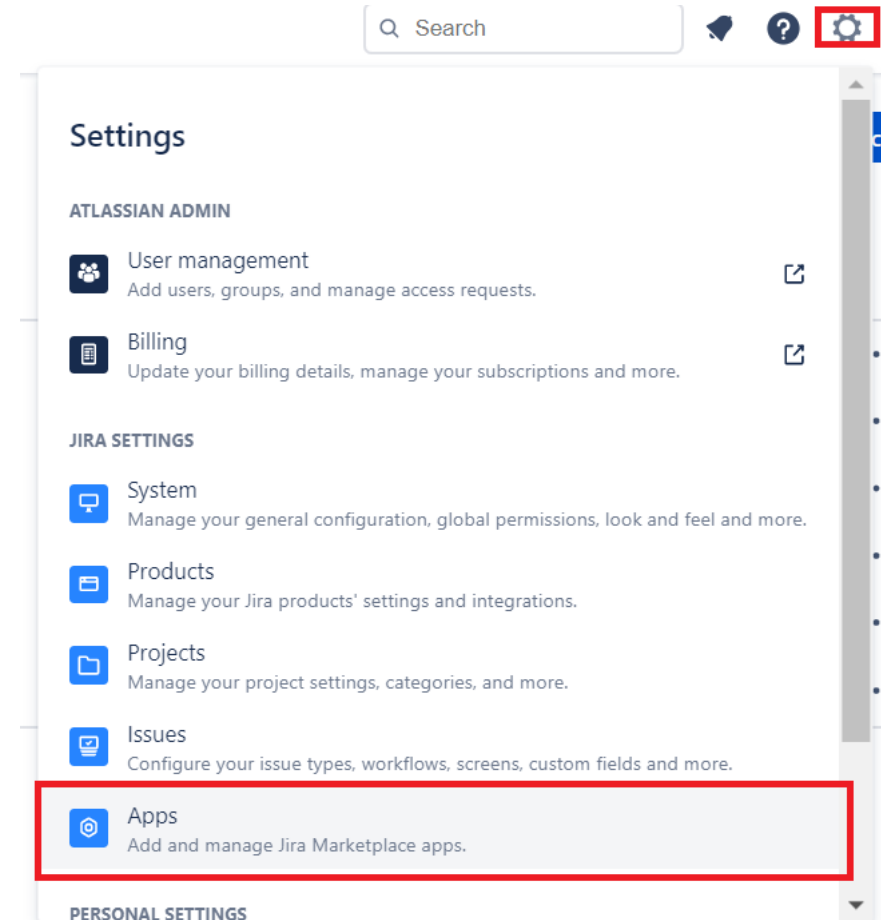 Search
Settings
ATLASSIAN ADMIN
User management
Add users, groups, and manage access requests.
Billing
Update your billing details, manage your subscriptions and more.
JIRA SETTINGS
System
Manage your general configuration, global permissions, look and feel and more.
Products
Manage your Jira products' settings and integrations.
Projects
Manage your project settings, categories, and more.
Issues
Configure your issue types, workflows, screens, custom fields and more.
Apps
Add and manage Jira Marketplace apps.
PERSONAL SETTINGS